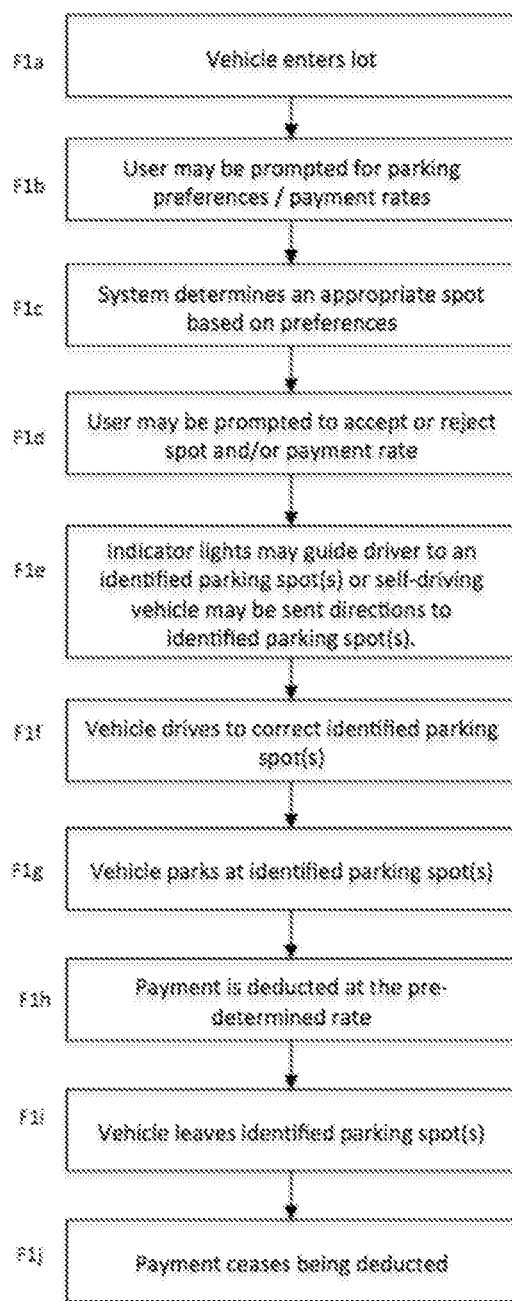 F1a
Vehicle enters lot
F1b
User may be prompted for parking
preferences / payment rates
F1c
System determines an appropriate spot
based on preferences
F1d
User may be prompted to accept or reject
spot and/or payment rate
F1e
Indicator lights may guide driver to an
identified parking spot(s) or self-driving
vehicle may be sent directions to
identified parking spot(s).
F1f
Vehicle drives to correct identified parking
spot(s)
F1g
Vehicle parks at identified parking spot(s)
F1h
Payment is deducted at the pre-
determined rate
F1i
Vehicle leaves identified parking spot(s)
F1j
Payment ceases being deducted